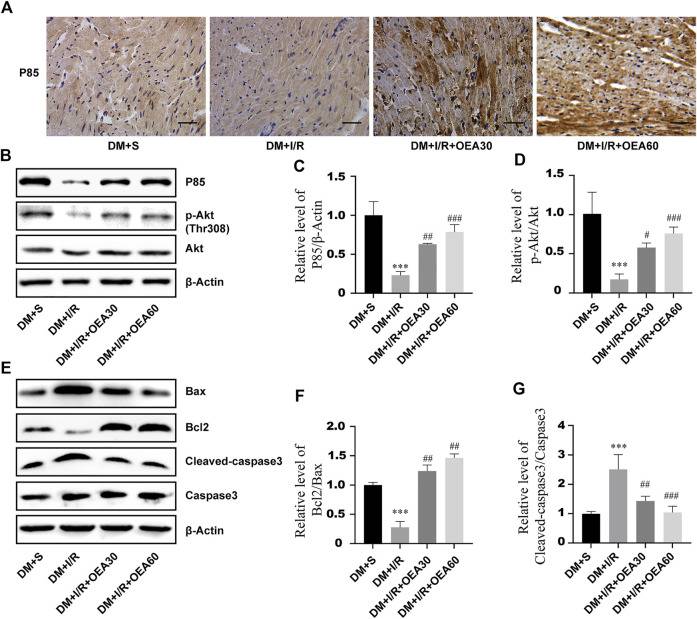 A
P85
DM+S
DM+I/R
DM+I/R+OEA30
DM+I/R+OEA60
B
P85
p-Akt
(Thr308)
Akt
β-Actin
DM+S
DM+I/R
DM+I/R+OEA30
DM+I/R+OEA60
C
Relative level of
P85/β-Actin
1.5
1.0
0.5
0
***
##
###
DM+S
DM+I/R
DM+I/R+OEA30
DM+I/R+OEA60
D
Relative level of
p-Akt/Akt
1.5
1.0
0.5
0
***
#
###
DM+S
DM+I/R
DM+I/R+OEA30
DM+I/R+OEA60
E
Bax
Bcl2
Cleaved-caspase3
Caspase3
β-Actin
DM+S
DM+I/R
DM+I/R+OEA30
DM+I/R+OEA60
F
Relative level of
Bcl2/Bax
2.0
1.5
1.0
0.5
0
***
##
##
DM+S
DM+I/R
DM+I/R+OEA30
DM+I/R+OEA60
G
Relative level of
Cleaved-caspase3/Caspase3
4
3
2
1
0
***
##
###
DM+S
DM+I/R
DM+I/R+OEA30
DM+I/R+OEA60